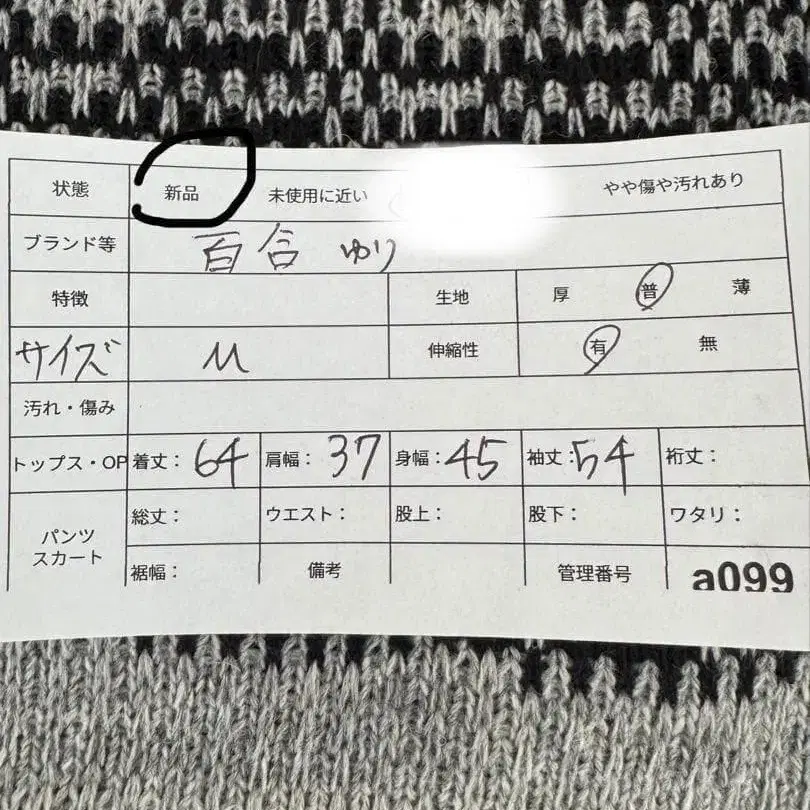 状態 新品 未使用に近い やや傷や汚れあり
ブランド等 百合 ゆり
特徴 生地 厚 普 薄
サイズ M 伸縮性 有 無
汚れ・傷み
トップス・OP 着丈：64 肩幅：37 身幅：45 袖丈：54 裄丈：
パンツ スカート 総丈： ウエスト： 股上： 股下： ワタリ：
裾幅： 備考 管理番号 a099